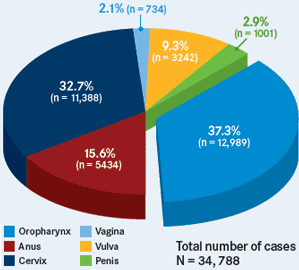 2.1% (n = 734)
9.3%
(n = 3242)
2.9%
(n = 1001)
32.7%
(n = 11,388)
37.3%
(n = 12,989)
15.6%
(n = 5434)
Oropharynx
Vagina
Anus
Vulva
Cervix
Penis
Total number of cases
N = 34, 788